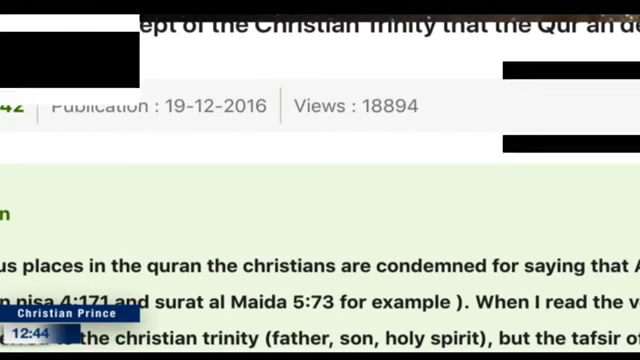 ept of the Christian Trinity that the Qur'an de
42 Publication : 19-12-2016 Views : 18894
n
us places in the quran the christians are condemned for saying that A
n nisa 4:171 and surat al Maida 5:73 for example ). When I read the v
Christian Prince
12:44
the christian trinity (father, son, holy spirit), but the tafsir of